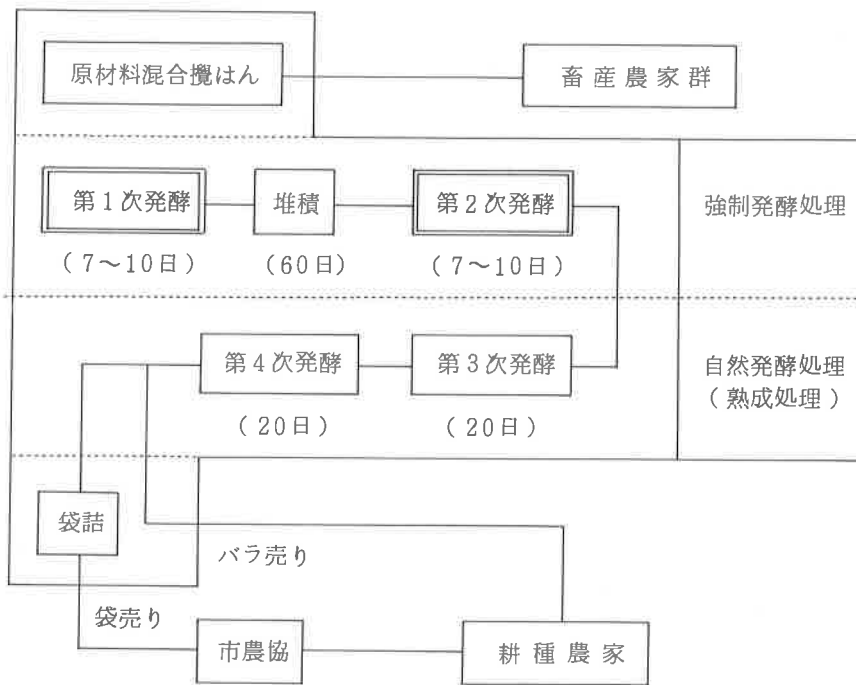 原材料混合攪はん
畜産農家群
第1次発酵
堆積
第2次発酵
強制発酵処理
(7～10日)
(60日)
(7～10日)
第4次発酵
第3次発酵
自然発酵処理
(熟成処理)
(20日)
(20日)
袋詰
バラ売り
袋売り
市農協
耕種農家